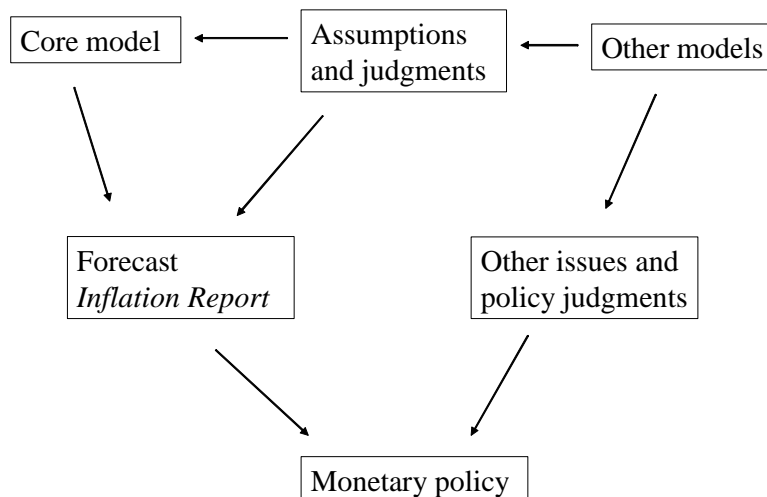 Core model
Assumptions
and judgments
Other models
Forecast
Inflation Report
Other issues and
policy judgments
Monetary policy